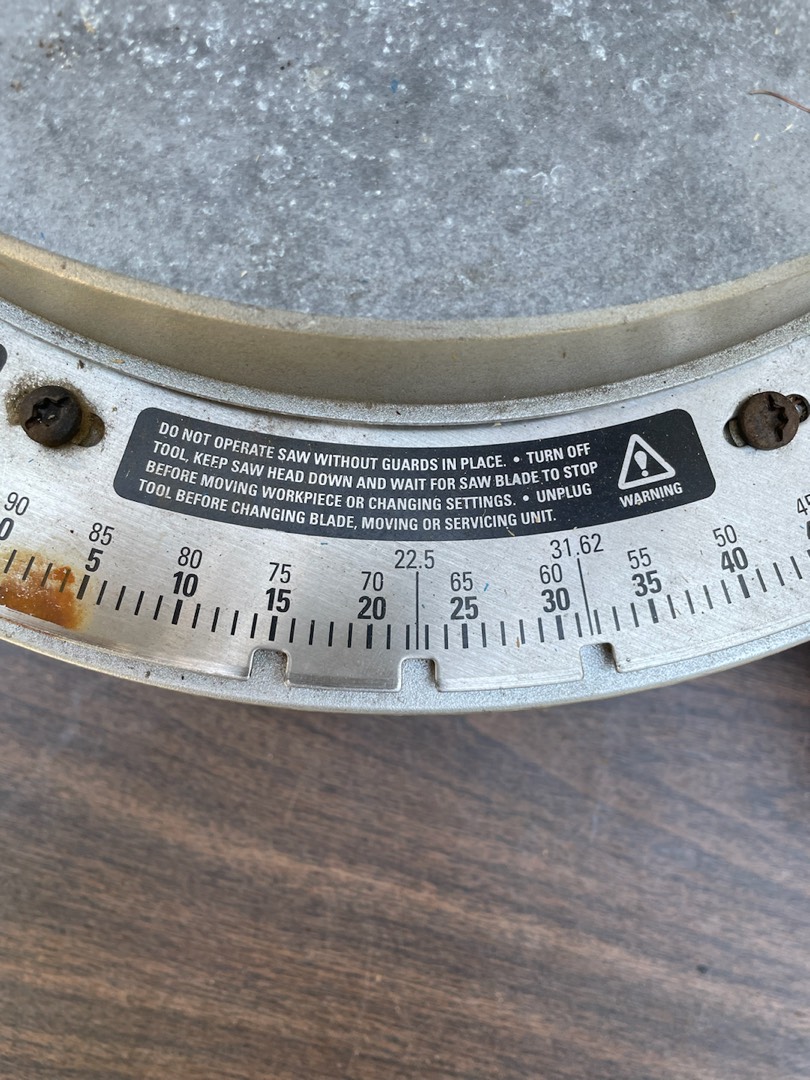 DO NOT OPERATE SAW WITHOUT GUARDS IN PLACE. • TURN OFF
TOOL, KEEP SAW HEAD DOWN AND WAIT FOR SAW BLADE TO STOP
BEFORE MOVING WORKPIECE OR CHANGING SETTINGS. • UNPLUG
TOOL BEFORE CHANGING BLADE, MOVING OR SERVICING UNIT.
WARNING
90 85 80 75 70 22.5 65 60 31.62 55 50 45
0 5 10 15 20 25 30 35 40